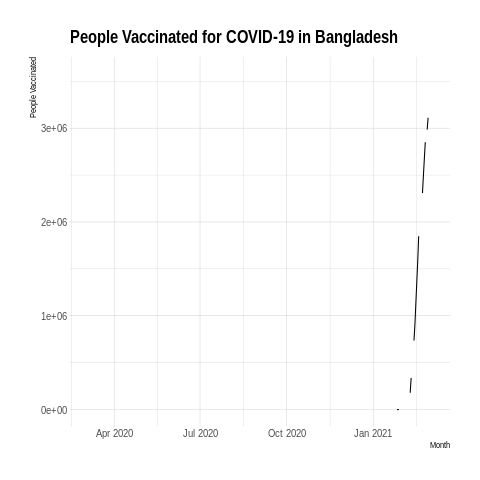 People Vaccinated for COVID-19 in Bangladesh
People Vaccinated
3e+06
2e+06
1e+06
0e+00
Apr 2020 Jul 2020 Oct 2020 Jan 2021
Month